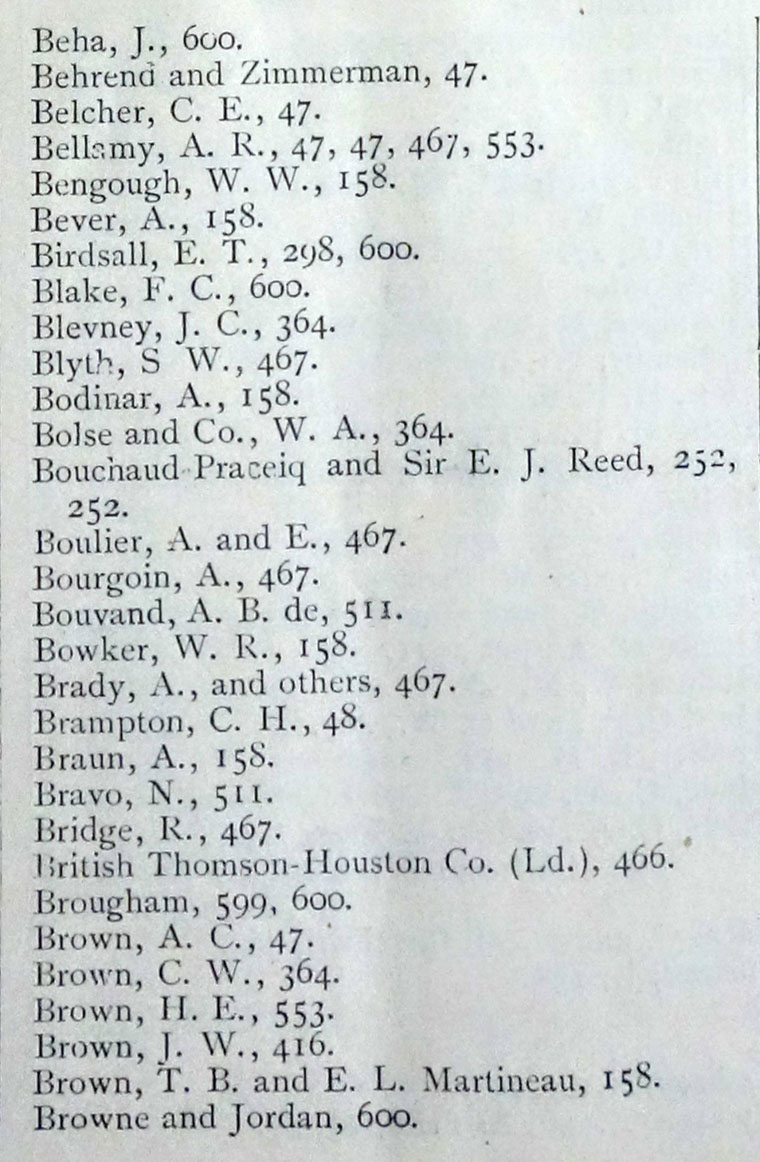 Beha, J., 600.
Behrend and Zimmerman, 47.
Belcher, C. E., 47.
Bellamy, A. R., 47, 47, 467, 553.
Bengough, W. W., 158.
Bever, A., 158.
Birdsall, E. T., 298, 600.
Blake, F. C., 600.
Blevney, J. C., 364.
Blyth, S W., 467.
Bodinar, A., 158.
Bolse and Co., W. A., 364.
Bouchaud-Praceiq and Sir E. J. Reed, 252,
252.
Boulier, A. and E., 467.
Bourgoin, A., 467.
Bouvand, A. B. de, 511.
Bowker, W. R., 158.
Brady, A., and others, 467.
Brampton, C. H., 48.
Braun, A., 158.
Bravo, N., 511.
Bridge, R., 467.
British Thomson-Houston Co. (Ld.), 466.
Brougham, 599, 600.
Brown, A. C., 47.
Brown, C. W., 364.
Brown, H. E., 553.
Brown, J. W., 416.
Brown, T. B. and E. L. Martineau, 158.
Browne and Jordan, 600.